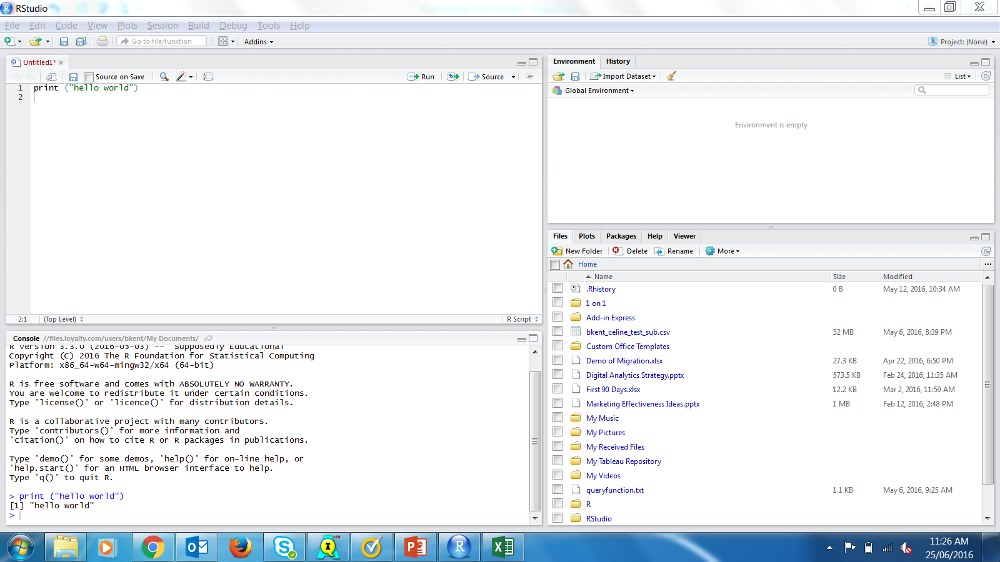 RStudio
File Edit Code View Plots Session Build Debug Tools Help
Go to file/function Addins Project: (None)
Untitled1*
Source on Save Run Source
1 print ("hello world")
2
2:1 (Top Level) R Script
Console //files.loyalty.com/users/bkent/My Documents/
R version 3.3.0 (2016-05-03) -- "Supposedly Educational"
Copyright (C) 2016 The R Foundation for Statistical Computing
Platform: x86_64-w64-mingw32/x64 (64-bit)
R is free software and comes with ABSOLUTELY NO WARRANTY.
You are welcome to redistribute it under certain conditions.
Type 'license()' or 'licence()' for distribution details.
R is a collaborative project with many contributors.
Type 'contributors()' for more information and
'citation()' on how to cite R or R packages in publications.
Type 'demo()' for some demos, 'help()' for on-line help, or
'help.start()' for an HTML browser interface to help.
Type 'q()' to quit R.
> print ("hello world")
[1] "hello world"
>
Environment History
Import Dataset List
Global Environment
Environment is empty
Files Plots Packages Help Viewer
New Folder Delete Rename More
Home ...
Name Size Modified
.Rhistory 0 B May 12, 2016, 10:34 AM
1 on 1
Add-in Express
bkent_celine_test_sub.csv 52 MB May 6, 2016, 8:39 PM
Custom Office Templates
Demo of Migration.xlsx 27.3 KB Apr 22, 2016, 6:50 PM
Digital Analytics Strategy.pptx 573.5 KB Feb 24, 2016, 11:35 AM
First 90 Days.xlsx 12.2 KB Mar 2, 2016, 11:59 AM
Marketing Effectiveness Ideas.pptx 1 MB Feb 12, 2016, 2:48 PM
My Music
My Pictures
My Received Files
My Tableau Repository
My Videos
queryfunction.txt 1.1 KB May 6, 2016, 9:25 AM
R
RStudio
v10
11:26 AM
25/06/2016